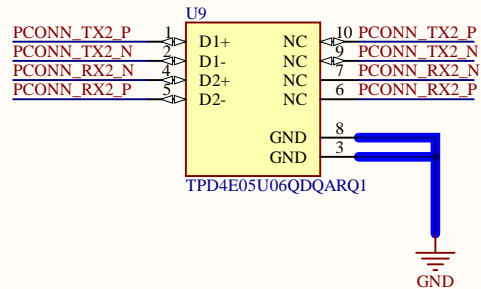 U9
PCONN_TX2_P 1 D1+ NC 10 PCONN_TX2_P
PCONN_TX2_N 2 D1- NC 9 PCONN_TX2_N
PCONN_RX2_N 4 D2+ NC 7 PCONN_RX2_N
PCONN_RX2_P 5 D2- NC 6 PCONN_RX2_P
GND 8
GND 3
TPD4E05U06QDQARQ1
GND